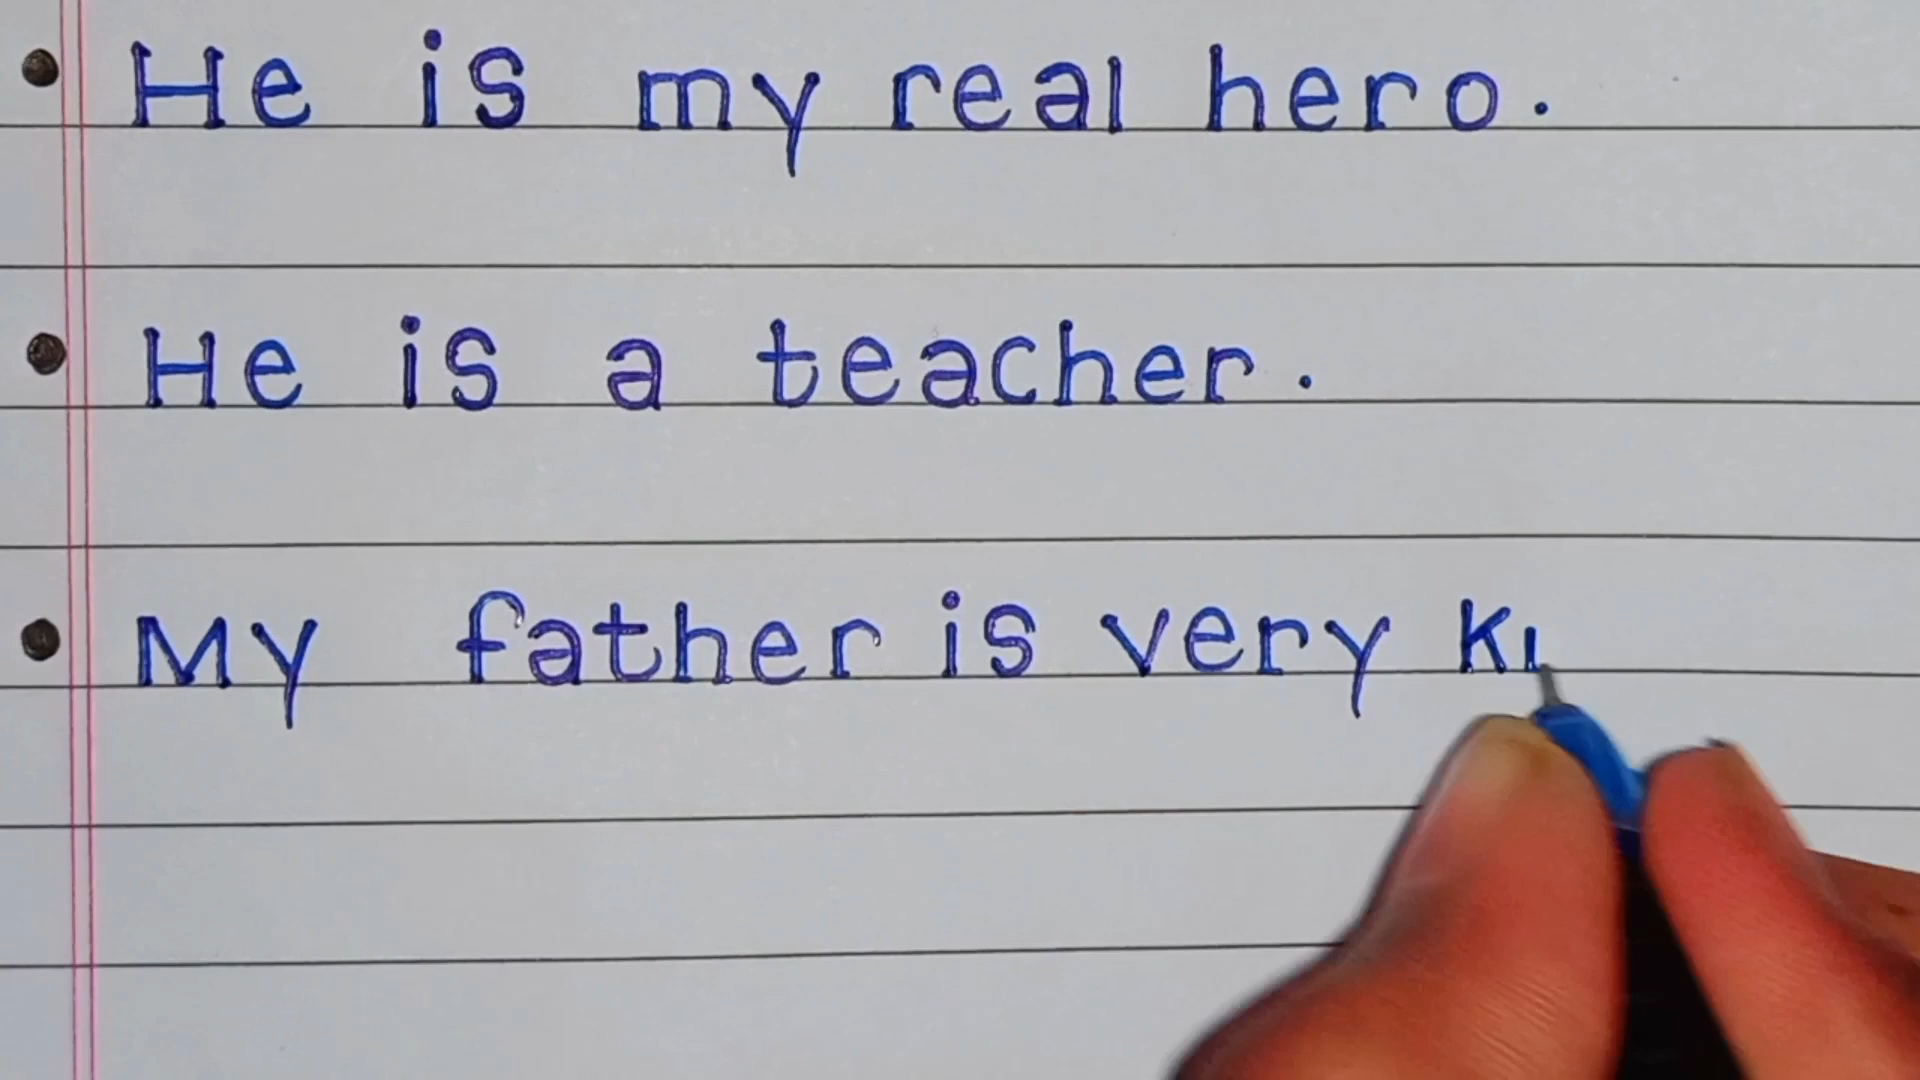 He is my real hero.
He is a teacher.
My father is very